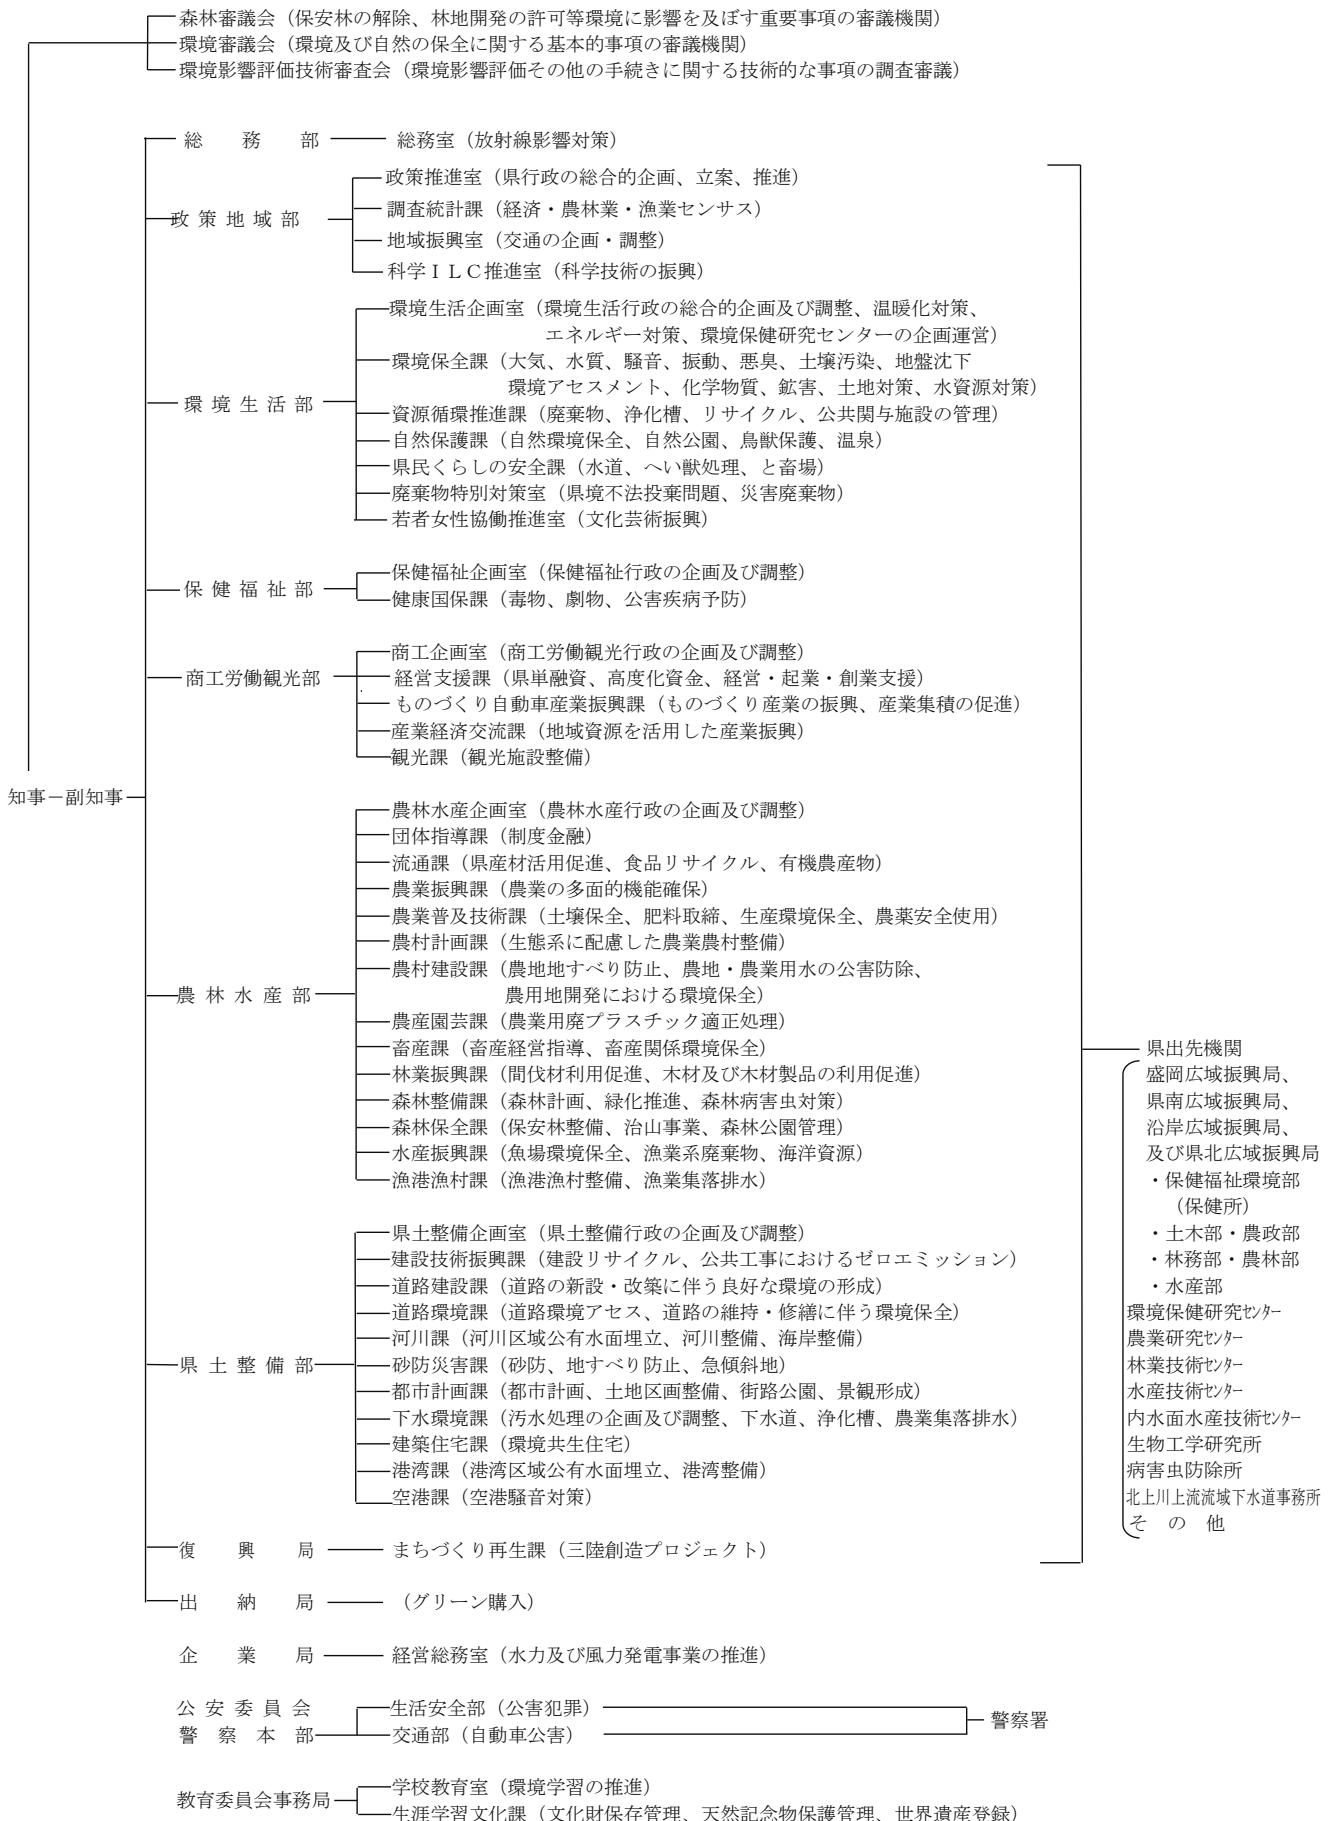 森林審議会（保安林の解除、林地開発の許可等環境に影響を及ぼす重要事項の審議機関）
環境審議会（環境及び自然の保全に関する基本的事項の審議機関）
環境影響評価技術審査会（環境影響評価その他の手続きに関する技術的な事項の調査審議）
総務部 総務室（放射線影響対策）
政策推進室（県行政の総合的企画、立案、推進）
調査統計課（経済・農林業・漁業センサス）
政策地域部
地域振興室（交通の企画・調整）
科学ＩＬＣ推進室（科学技術の振興）
環境生活企画室（環境生活行政の総合的企画及び調整、温暖化対策、
エネルギー対策、環境保健研究センターの企画運営）
環境保全課（大気、水質、騒音、振動、悪臭、土壌汚染、地盤沈下
環境アセスメント、化学物質、鉱害、土地対策、水資源対策）
環境生活部
資源循環推進課（廃棄物、浄化槽、リサイクル、公共関与施設の管理）
自然保護課（自然環境保全、自然公園、鳥獣保護、温泉）
県民くらしの安全課（水道、へい獣処理、と畜場）
廃棄物特別対策室（県境不法投棄問題、災害廃棄物）
若者女性協働推進室（文化芸術振興）
保健福祉企画室（保健福祉行政の企画及び調整）
保健福祉部
健康国保課（毒物、劇物、公害疾病予防）
商工企画室（商工労働観光行政の企画及び調整）
商工労働観光部 経営支援課（県単融資、高度化資金、経営・起業・創業支援）
ものづくり自動車産業振興課（ものづくり産業の振興、産業集積の促進）
産業経済交流課（地域資源を活用した産業振興）
観光課（観光施設整備）
知事－副知事
農林水産企画室（農林水産行政の企画及び調整）
団体指導課（制度金融）
流通課（県産材活用促進、食品リサイクル、有機農産物）
農業振興課（農業の多面的機能確保）
農業普及技術課（土壌保全、肥料取締、生産環境保全、農薬安全使用）
農村計画課（生態系に配慮した農業農村整備）
農村建設課（農地地すべり防止、農地・農業用水の公害防除、
農林水産部 農用地開発における環境保全）
農産園芸課（農業用廃プラスチック適正処理）
畜産課（畜産経営指導、畜産関係環境保全）
林業振興課（間伐材利用促進、木材及び木材製品の利用促進）
森林整備課（森林計画、緑化推進、森林病害虫対策）
森林保全課（保安林整備、治山事業、森林公園管理）
水産振興課（魚場環境保全、漁業系廃棄物、海洋資源）
漁港漁村課（漁港漁村整備、漁業集落排水）
県土整備企画室（県土整備行政の企画及び調整）
建設技術振興課（建設リサイクル、公共工事におけるゼロエミッション）
道路建設課（道路の新設・改築に伴う良好な環境の形成）
道路環境課（道路環境アセス、道路の維持・修繕に伴う環境保全）
河川課（河川区域公有水面埋立、河川整備、海岸整備）
県土整備部 砂防災害課（砂防、地すべり防止、急傾斜地）
都市計画課（都市計画、土地区画整備、街路公園、景観形成）
下水環境課（汚水処理の企画及び調整、下水道、浄化槽、農業集落排水）
建築住宅課（環境共生住宅）
港湾課（港湾区域公有水面埋立、港湾整備）
空港課（空港騒音対策）
復興局 まちづくり再生課（三陸創造プロジェクト）
出納局 （グリーン購入）
企業局 経営総務室（水力及び風力発電事業の推進）
公安委員会 生活安全部（公害犯罪）
警察本部 交通部（自動車公害）
警察署
教育委員会事務局
学校教育室（環境学習の推進）
生涯学習文化課（文化財保存管理、天然記念物保護管理、世界遺産登録）
県出先機関
盛岡広域振興局、
県南広域振興局、
沿岸広域振興局、
及び県北広域振興局
・保健福祉環境部
（保健所）
・土木部・農政部
・林務部・農林部
・水産部
環境保健研究ｾﾝﾀｰ
農業研究ｾﾝﾀｰ
林業技術ｾﾝﾀｰ
水産技術ｾﾝﾀｰ
内水面水産技術ｾﾝﾀｰ
生物工学研究所
病害虫防除所
北上川上流流域下水道事務所
その他